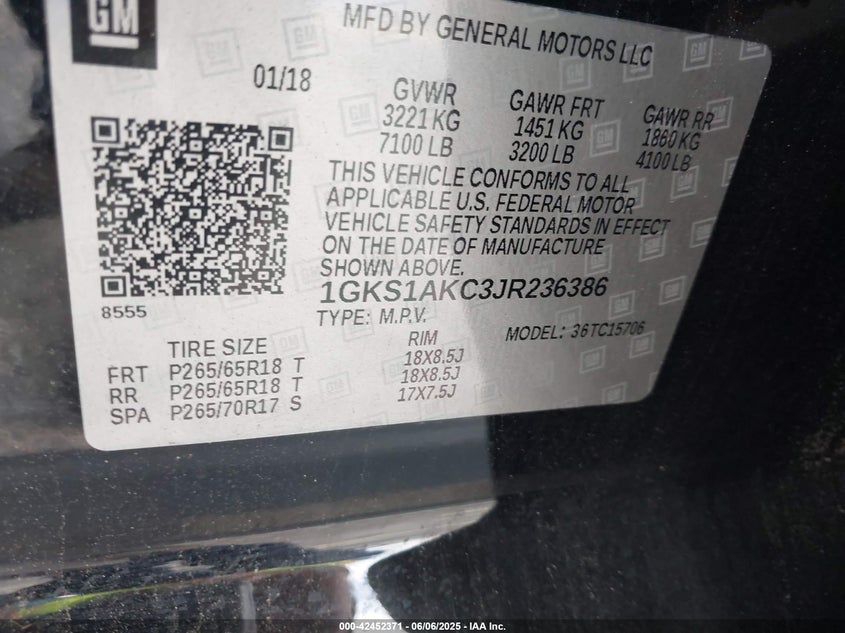 GM
MFD BY GENERAL MOTORS LLC
01/18
GVWR
3221 KG
7100 LB
GAWR FRT
1451 KG
3200 LB
GAWR RR
1860 KG
4100 LB
THIS VEHICLE CONFORMS TO ALL
APPLICABLE U.S. FEDERAL MOTOR
VEHICLE SAFETY STANDARDS IN EFFECT
ON THE DATE OF MANUFACTURE
SHOWN ABOVE.
8555
1GKS1AKC3JR236386
TYPE: M.P.V.
MODEL: 36TC15706
TIRE SIZE RIM
FRT P265/65R18 T 18X8.5J
RR P265/65R18 T 18X8.5J
SPA P265/70R17 S 17X7.5J
000-42452371 - 06/06/2025 - IAA Inc.